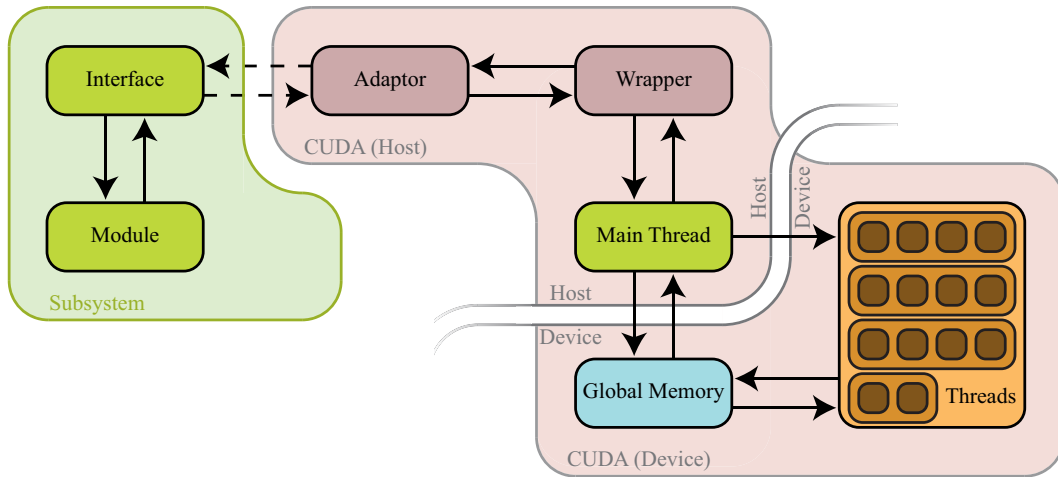 Interface
Adaptor
Wrapper
CUDA (Host)
Host
Device
Module
Main Thread
Subsystem
Host
Device
Global Memory
Threads
CUDA (Device)